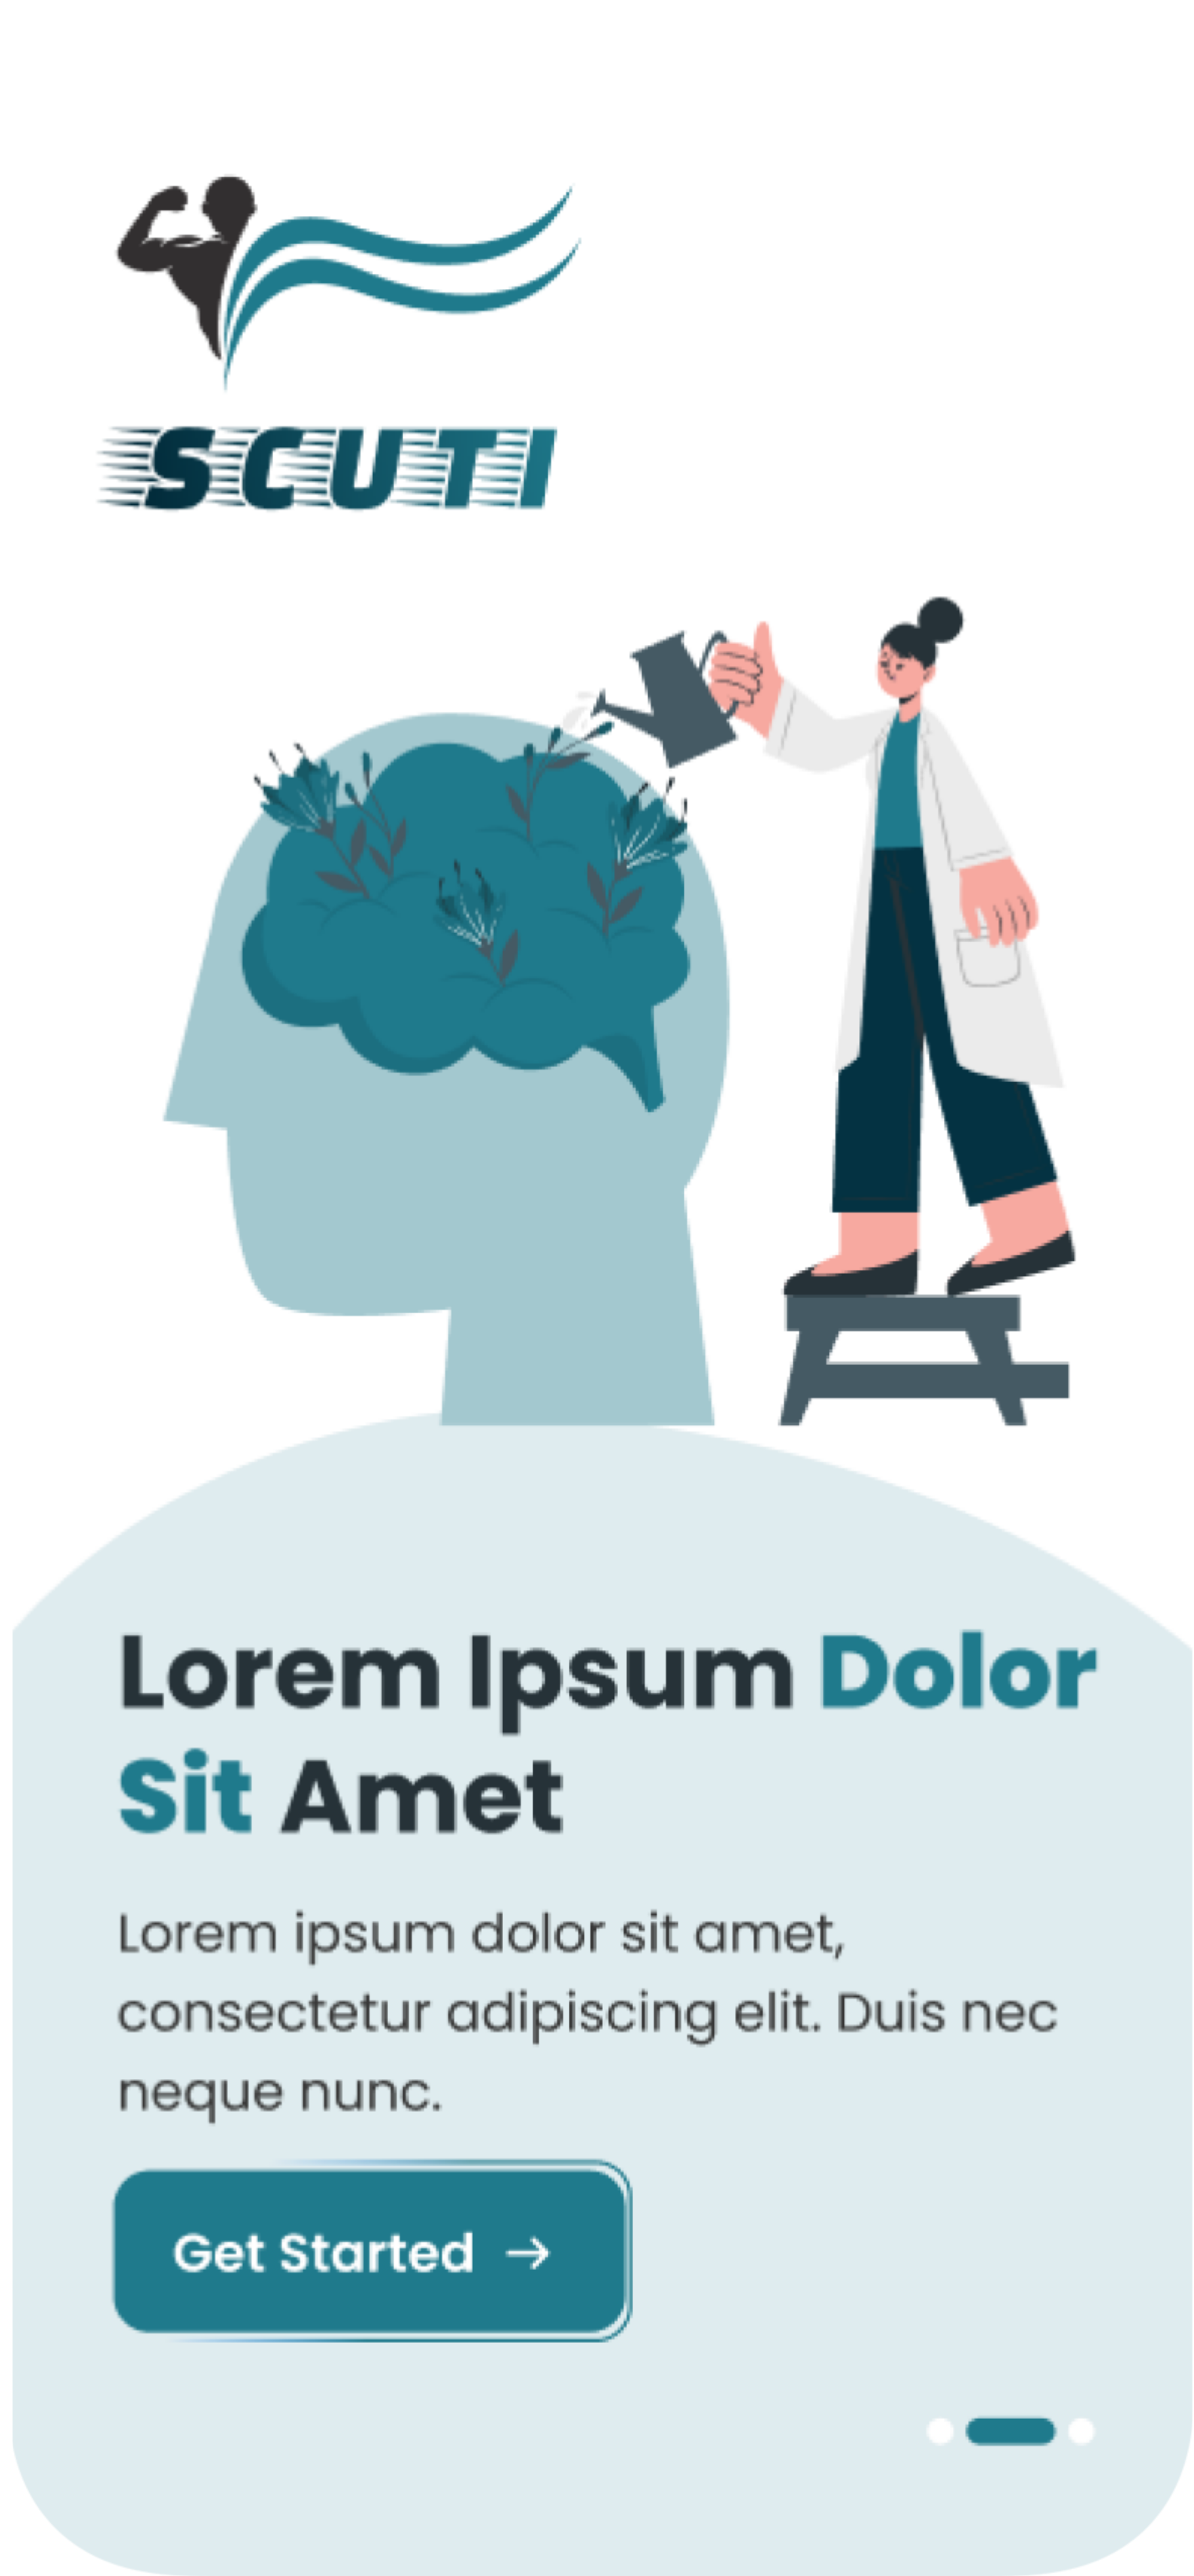 SCUTI
Lorem Ipsum Dolor
Sit Amet
Lorem ipsum dolor sit amet,
consectetur adipiscing elit. Duis nec
neque nunc.
Get Started →